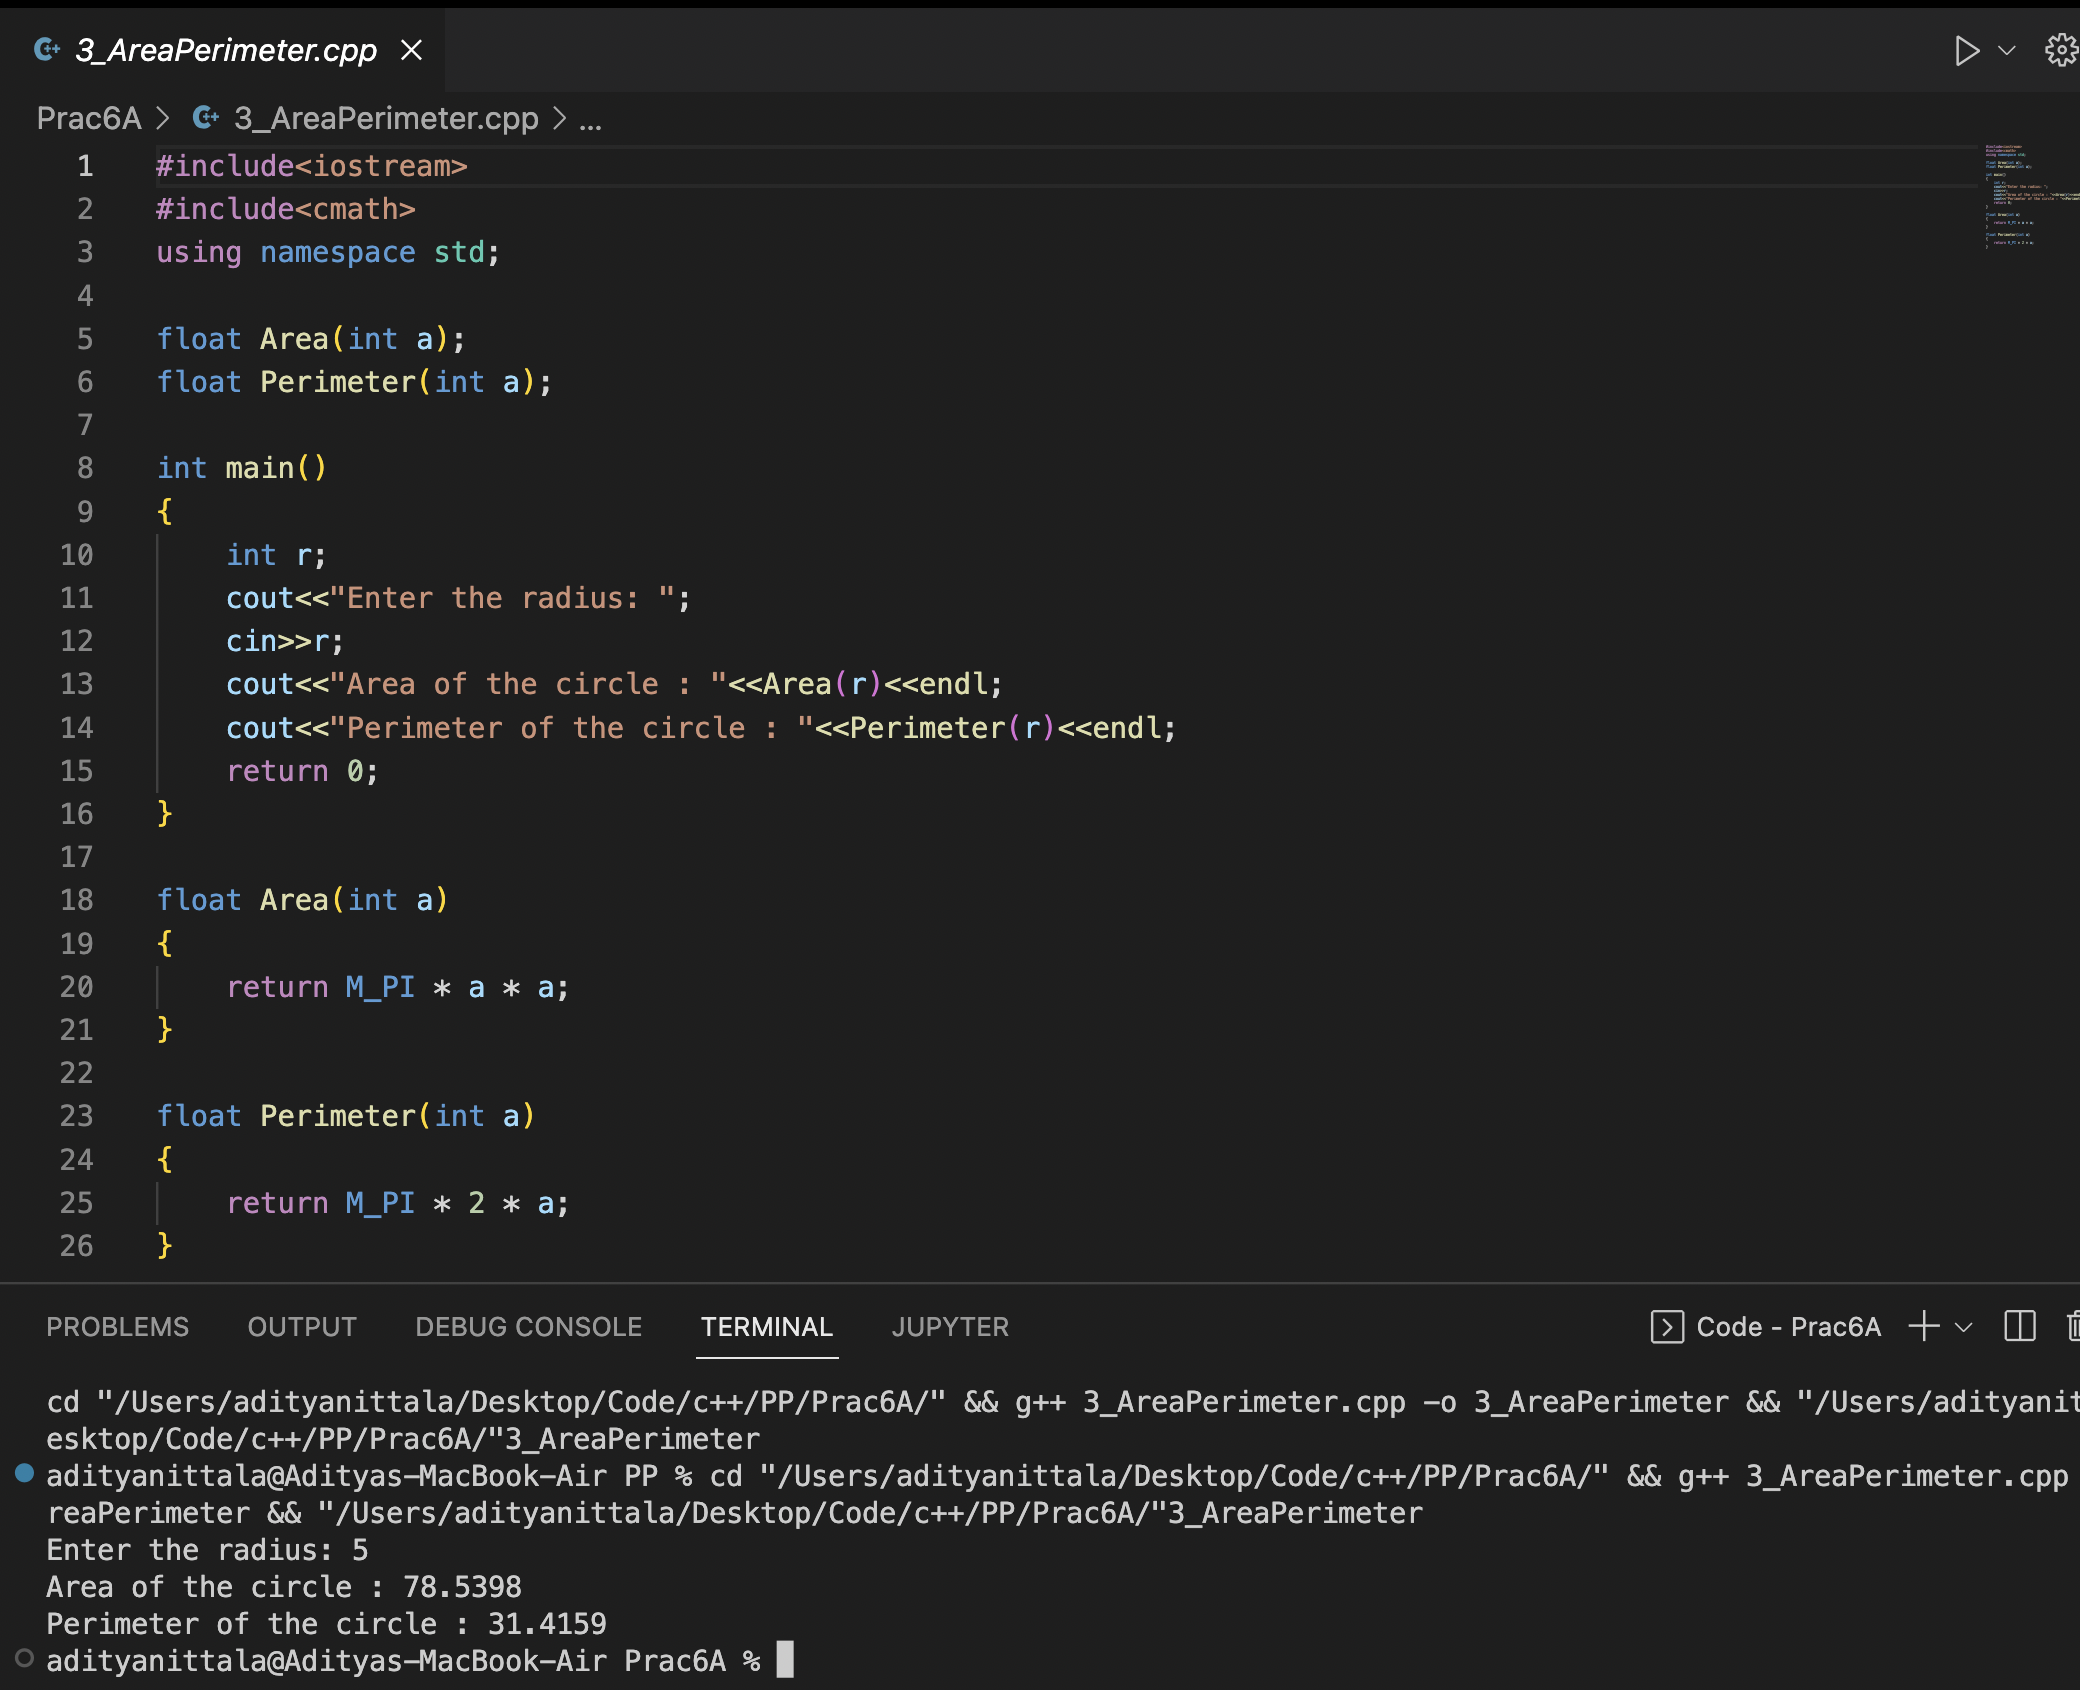 3_AreaPerimeter.cpp
Prac6A > 3_AreaPerimeter.cpp > ...
1 #include<iostream>
2 #include<cmath>
3 using namespace std;
4
5 float Area(int a);
6 float Perimeter(int a);
7
8 int main()
9 {
10 int r;
11 cout<<"Enter the radius: ";
12 cin>>r;
13 cout<<"Area of the circle : "<<Area(r)<<endl;
14 cout<<"Perimeter of the circle : "<<Perimeter(r)<<endl;
15 return 0;
16 }
17
18 float Area(int a)
19 {
20 return M_PI * a * a;
21 }
22
23 float Perimeter(int a)
24 {
25 return M_PI * 2 * a;
26 }
PROBLEMS OUTPUT DEBUG CONSOLE TERMINAL JUPYTER Code - Prac6A
cd "/Users/adityanittala/Desktop/Code/c++/PP/Prac6A/" && g++ 3_AreaPerimeter.cpp -o 3_AreaPerimeter && "/Users/adityanit
esktop/Code/c++/PP/Prac6A/"3_AreaPerimeter
adityanittala@Adityas-MacBook-Air PP % cd "/Users/adityanittala/Desktop/Code/c++/PP/Prac6A/" && g++ 3_AreaPerimeter.cpp
reaPerimeter && "/Users/adityanittala/Desktop/Code/c++/PP/Prac6A/"3_AreaPerimeter
Enter the radius: 5
Area of the circle : 78.5398
Perimeter of the circle : 31.4159
adityanittala@Adityas-MacBook-Air Prac6A %